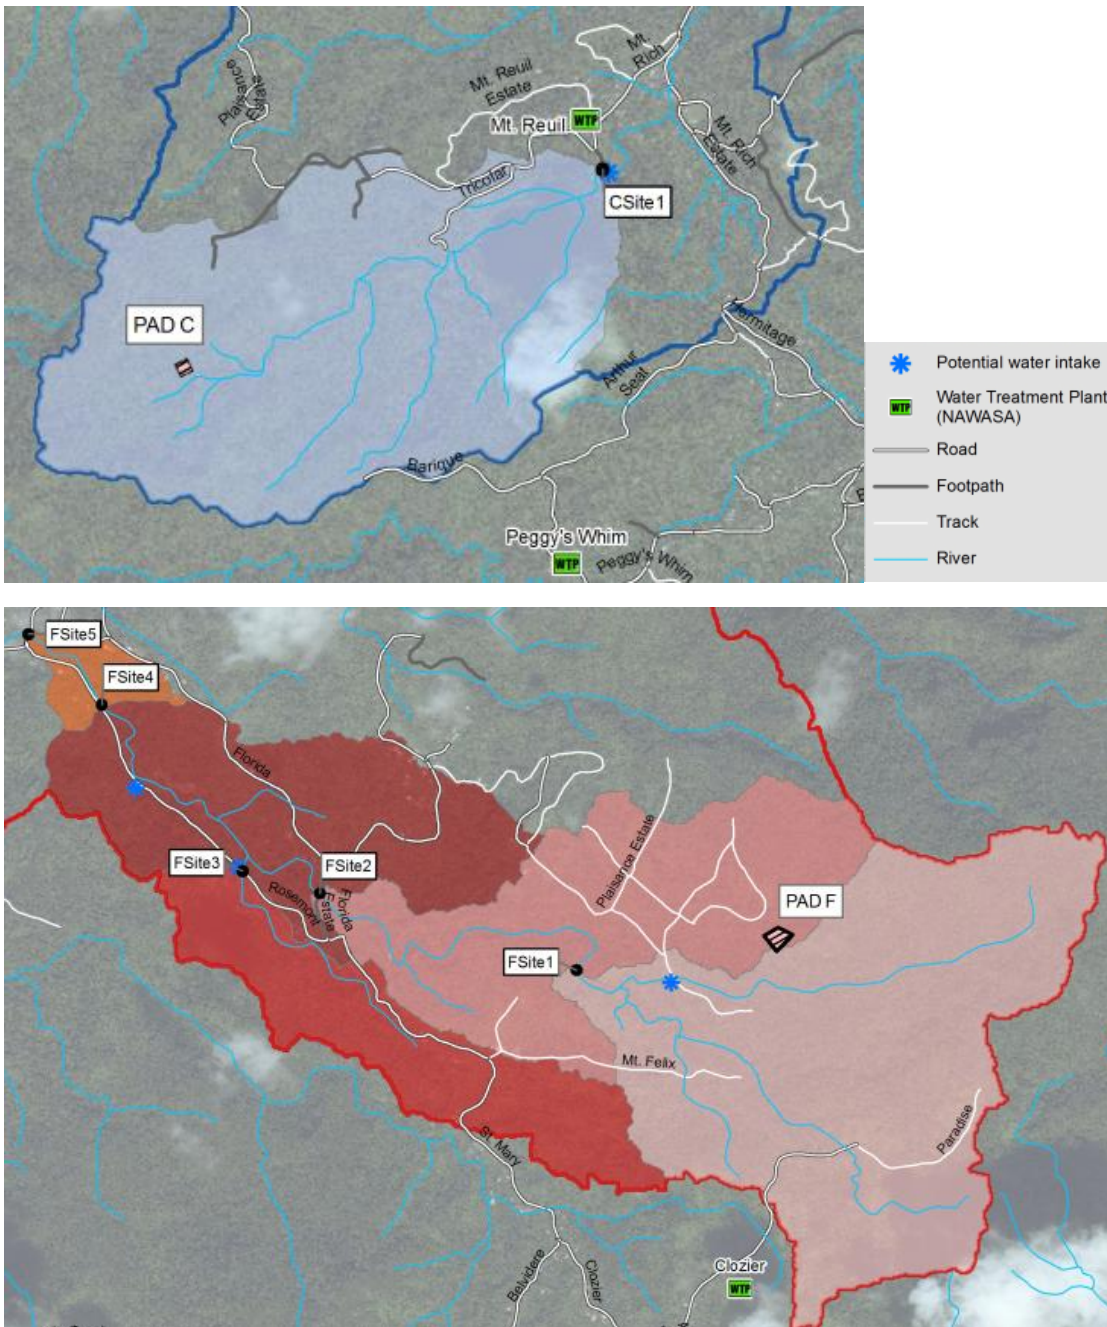 Plaisance
Estate
Mt. Reuil
Estate
Mt.
Rich
Mt. Reuil
WTP
Mt. Rich
Estate
Tricolar
CSite1
PAD C
Hermitage
Arthur
Seat
Barique
Peggy's Whim
WTP
Peggy's Whim
Potential water intake
WTP
Water Treatment Plant
(NAWASA)
Road
Footpath
Track
River
FSite5
FSite4
Florida
FSite3
FSite2
Rosemont
Florida
Estate
Plaisance Estate
PAD F
FSite1
Mt. Felix
St. Mary
Paradise
Belvidere
Clozier
Clozier
WTP